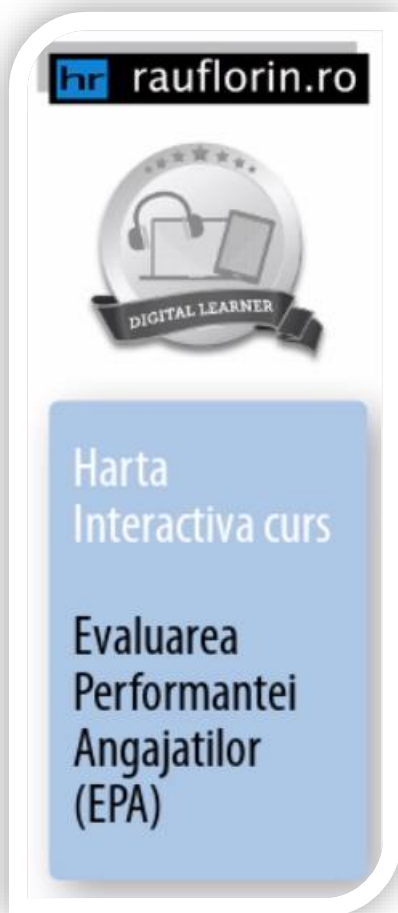 hr rauflorin.ro
DIGITAL LEARNER
Harta
Interactiva curs
Evaluarea
Performantei
Angajatilor
(EPA)